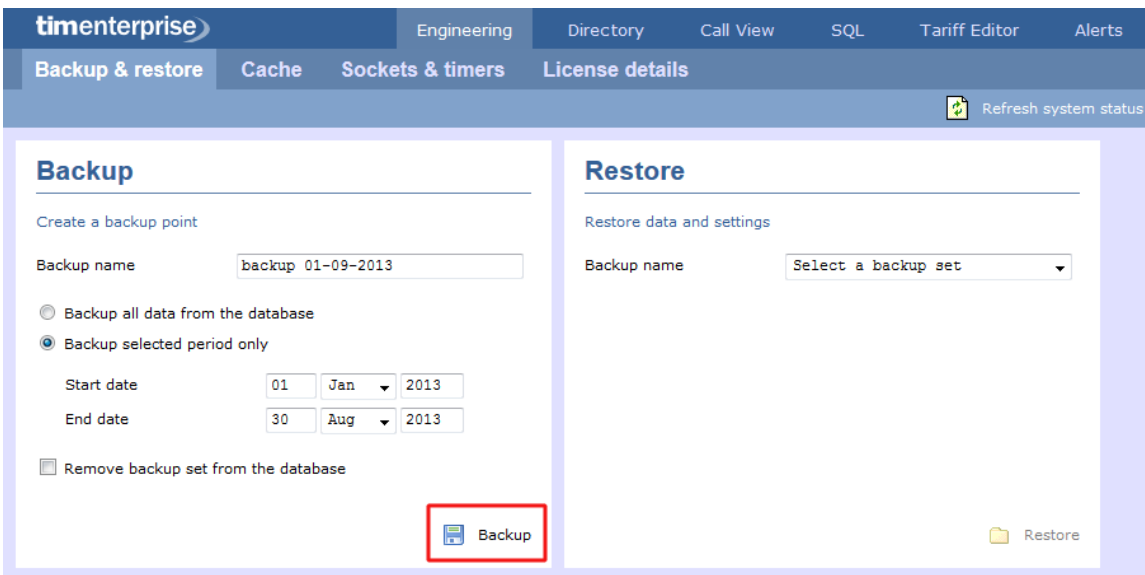 timenterprise Engineering Directory Call View SQL Tariff Editor Alerts
Backup & restore Cache Sockets & timers License details
Refresh system status
Backup
Create a backup point
Backup name backup 01-09-2013
Backup all data from the database
Backup selected period only
Start date 01 Jan 2013
End date 30 Aug 2013
Remove backup set from the database
Backup
Restore
Restore data and settings
Backup name Select a backup set
Restore